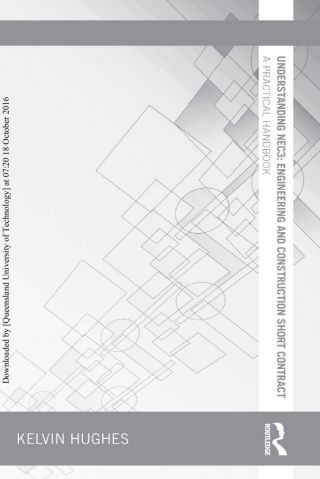 UNDERSTANDING NEC3: ENGINEERING AND CONSTRUCTION SHORT CONTRACT
A PRACTICAL HANDBOOK
Downloaded by [Queensland University of Technology] at 07:20 18 October 2016
KELVIN HUGHES
ROUTLEDGE